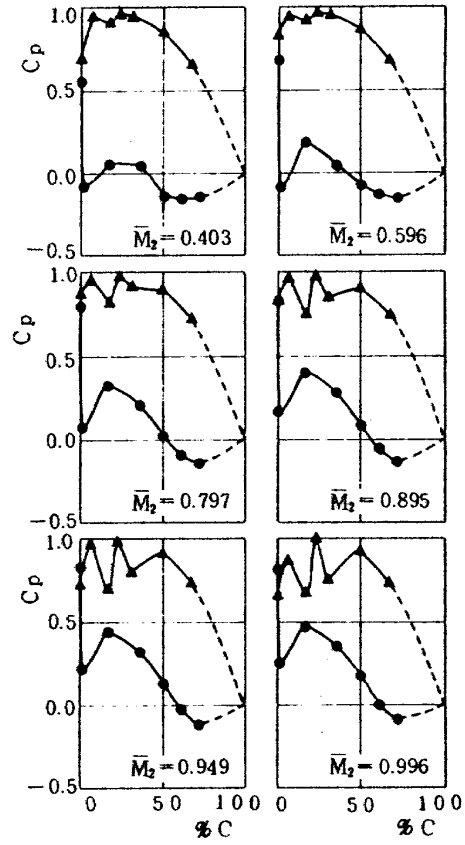 1.0
Cp
0.5
0.0
−0.5
M̅₂ = 0.403
M̅₂ = 0.596
1.0
Cp
0.5
0.0
−0.5
M̅₂ = 0.797
M̅₂ = 0.895
1.0
Cp
0.5
0.0
−0.5
M̅₂ = 0.949
M̅₂ = 0.996
0 50 100 0 50 100
%C %C